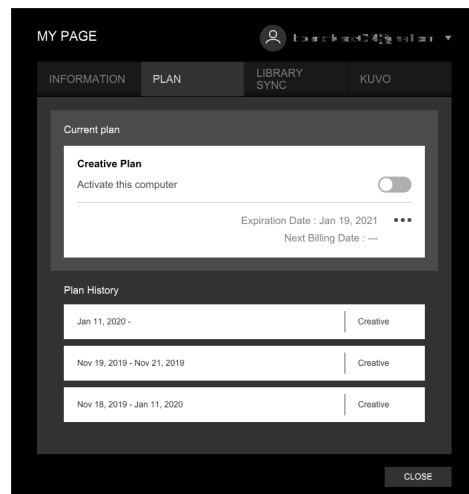 MY PAGE
INFORMATION
PLAN
LIBRARY
SYNC
KUVO
Current plan
Creative Plan
Activate this computer
Expiration Date : Jan 19, 2021
Next Billing Date : ---
Plan History
Jan 11, 2020 -
Creative
Nov 19, 2019 - Nov 21, 2019
Creative
Nov 18, 2019 - Jan 11, 2020
Creative
CLOSE